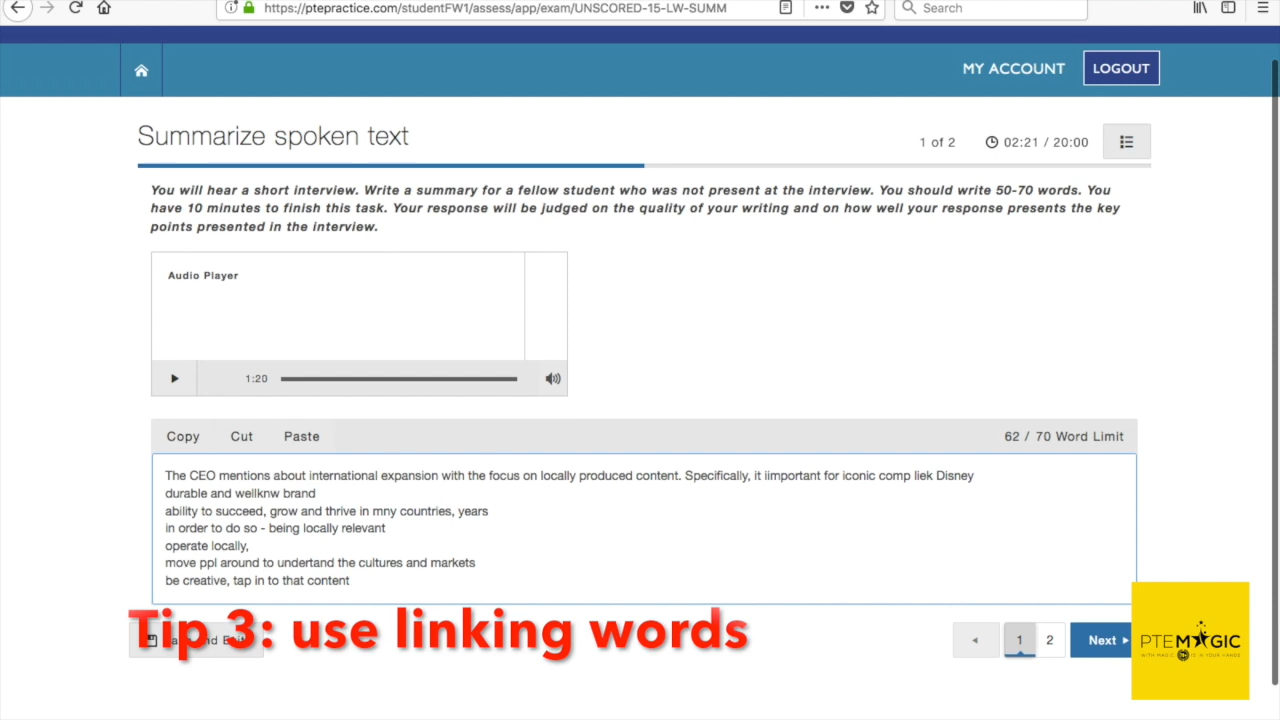 https://ptepractice.com/studentFW1/assess/app/exam/UNSCORED-15-LW-SUMM
Search
MY ACCOUNT
LOGOUT
Summarize spoken text
1 of 2
02:21 / 20:00
You will hear a short interview. Write a summary for a fellow student who was not present at the interview. You should write 50-70 words. You
have 10 minutes to finish this task. Your response will be judged on the quality of your writing and on how well your response presents the key
points presented in the interview.
Audio Player
1:20
Copy Cut Paste
62 / 70 Word Limit
The CEO mentions about international expansion with the focus on locally produced content. Specifically, it iimportant for iconic comp liek Disney
durable and wellknw brand
ability to succeed, grow and thrive in mny countries, years
in order to do so - being locally relevant
operate locally,
move ppl around to undertand the cultures and markets
be creative, tap in to that content
Tip 3: use linking words
1 2 Next
PTEMAGIC